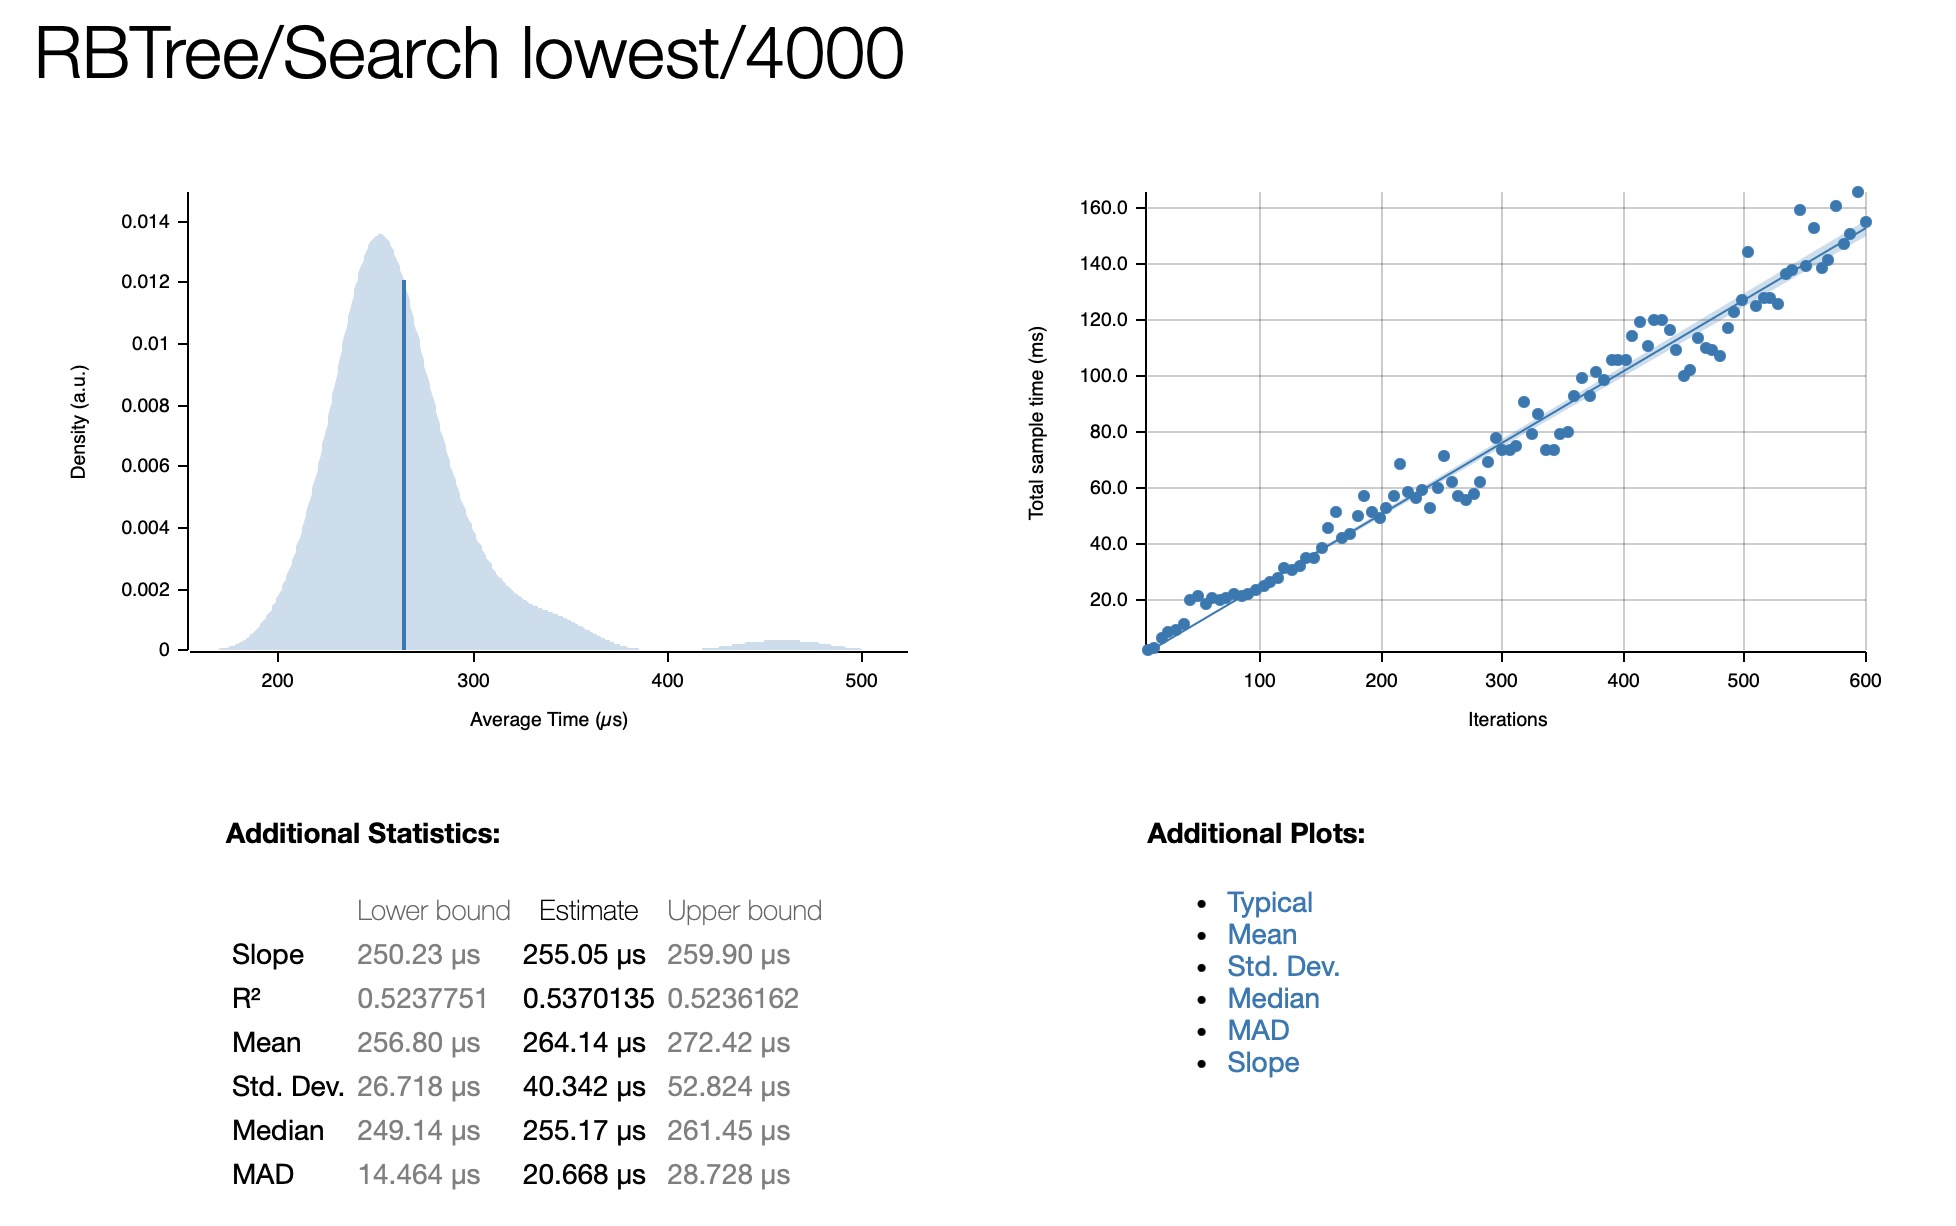 RBTree/Search lowest/4000
0.014
0.012
0.01
0.008
0.006
0.004
0.002
0
Density (a.u.)
200 300 400 500
Average Time (µs)
160.0
140.0
120.0
100.0
80.0
60.0
40.0
20.0
Total sample time (ms)
100 200 300 400 500 600
Iterations
Additional Statistics:
Lower bound Estimate Upper bound
Slope 250.23 µs 255.05 µs 259.90 µs
R² 0.5237751 0.5370135 0.5236162
Mean 256.80 µs 264.14 µs 272.42 µs
Std. Dev. 26.718 µs 40.342 µs 52.824 µs
Median 249.14 µs 255.17 µs 261.45 µs
MAD 14.464 µs 20.668 µs 28.728 µs
Additional Plots:
• Typical
• Mean
• Std. Dev.
• Median
• MAD
• Slope